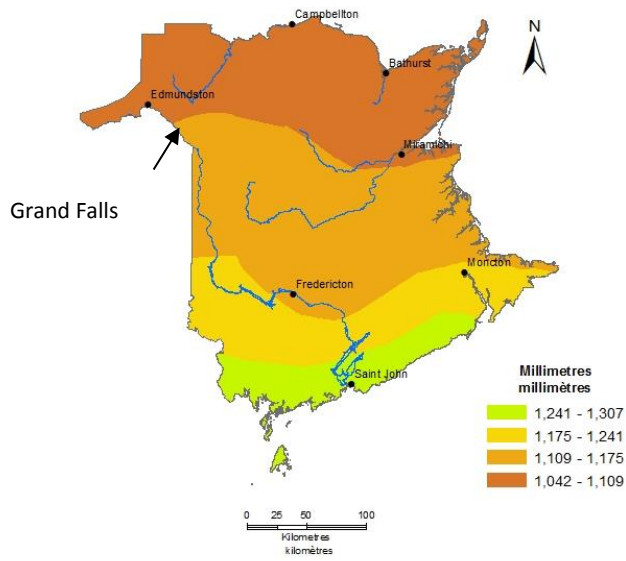 Campbellton
N
Bathurst
Edmundston
Miramichi
Grand Falls
Moncton
Fredericton
Saint John
Millimetres
millimètres
1,241 - 1,307
1,175 - 1,241
1,109 - 1,175
1,042 - 1,109
0 25 50 100
Kilometres
kilomètres